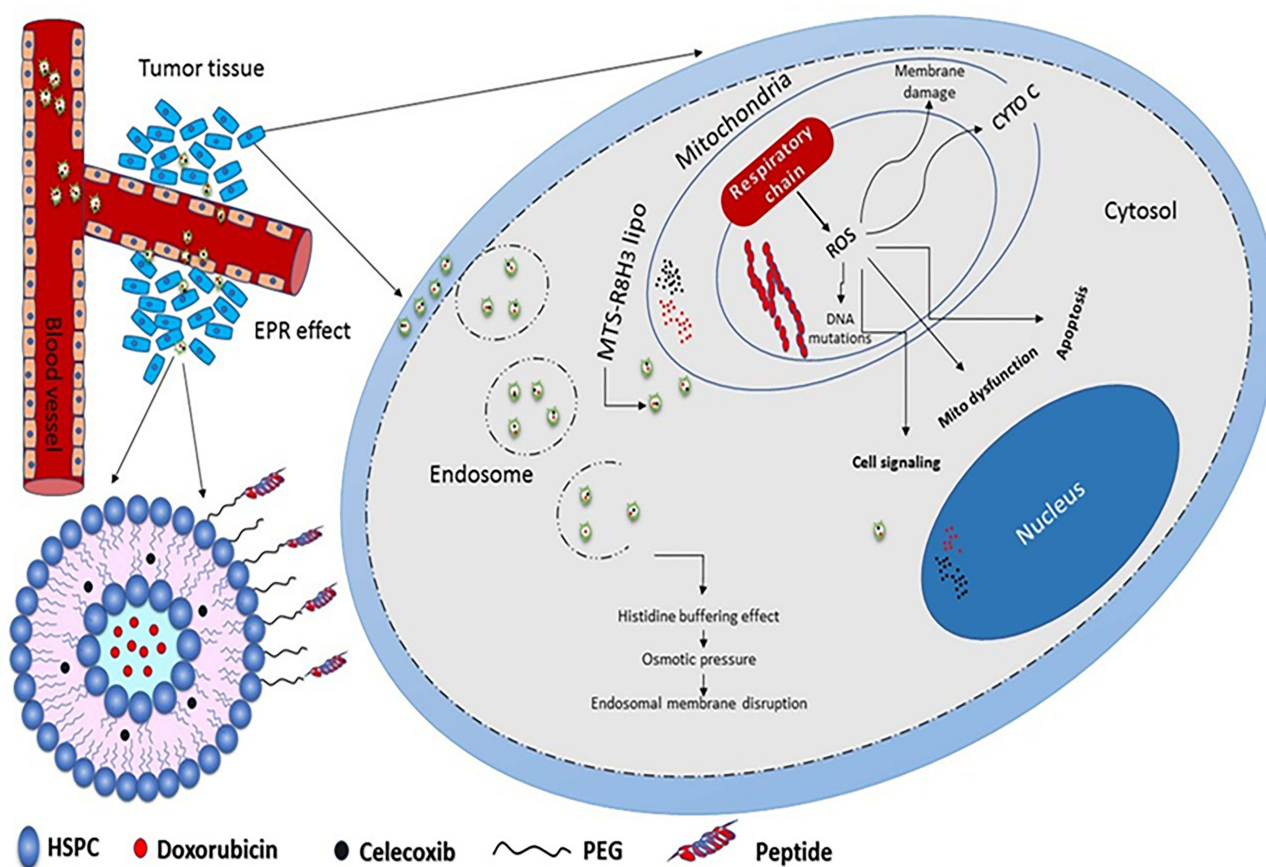 Tumor tissue
Blood vessel
EPR effect
Mitochondria
Membrane
damage
CYTO C
Respiratory
chain
ROS
Cytosol
MTS-R8H3 lipo
DNA
mutations
Apoptosis
Mito dysfunction
Cell signaling
Endosome
Nucleus
Histidine buffering effect
Osmotic pressure
Endosomal membrane disruption
HSPC
Doxorubicin
Celecoxib
PEG
Peptide